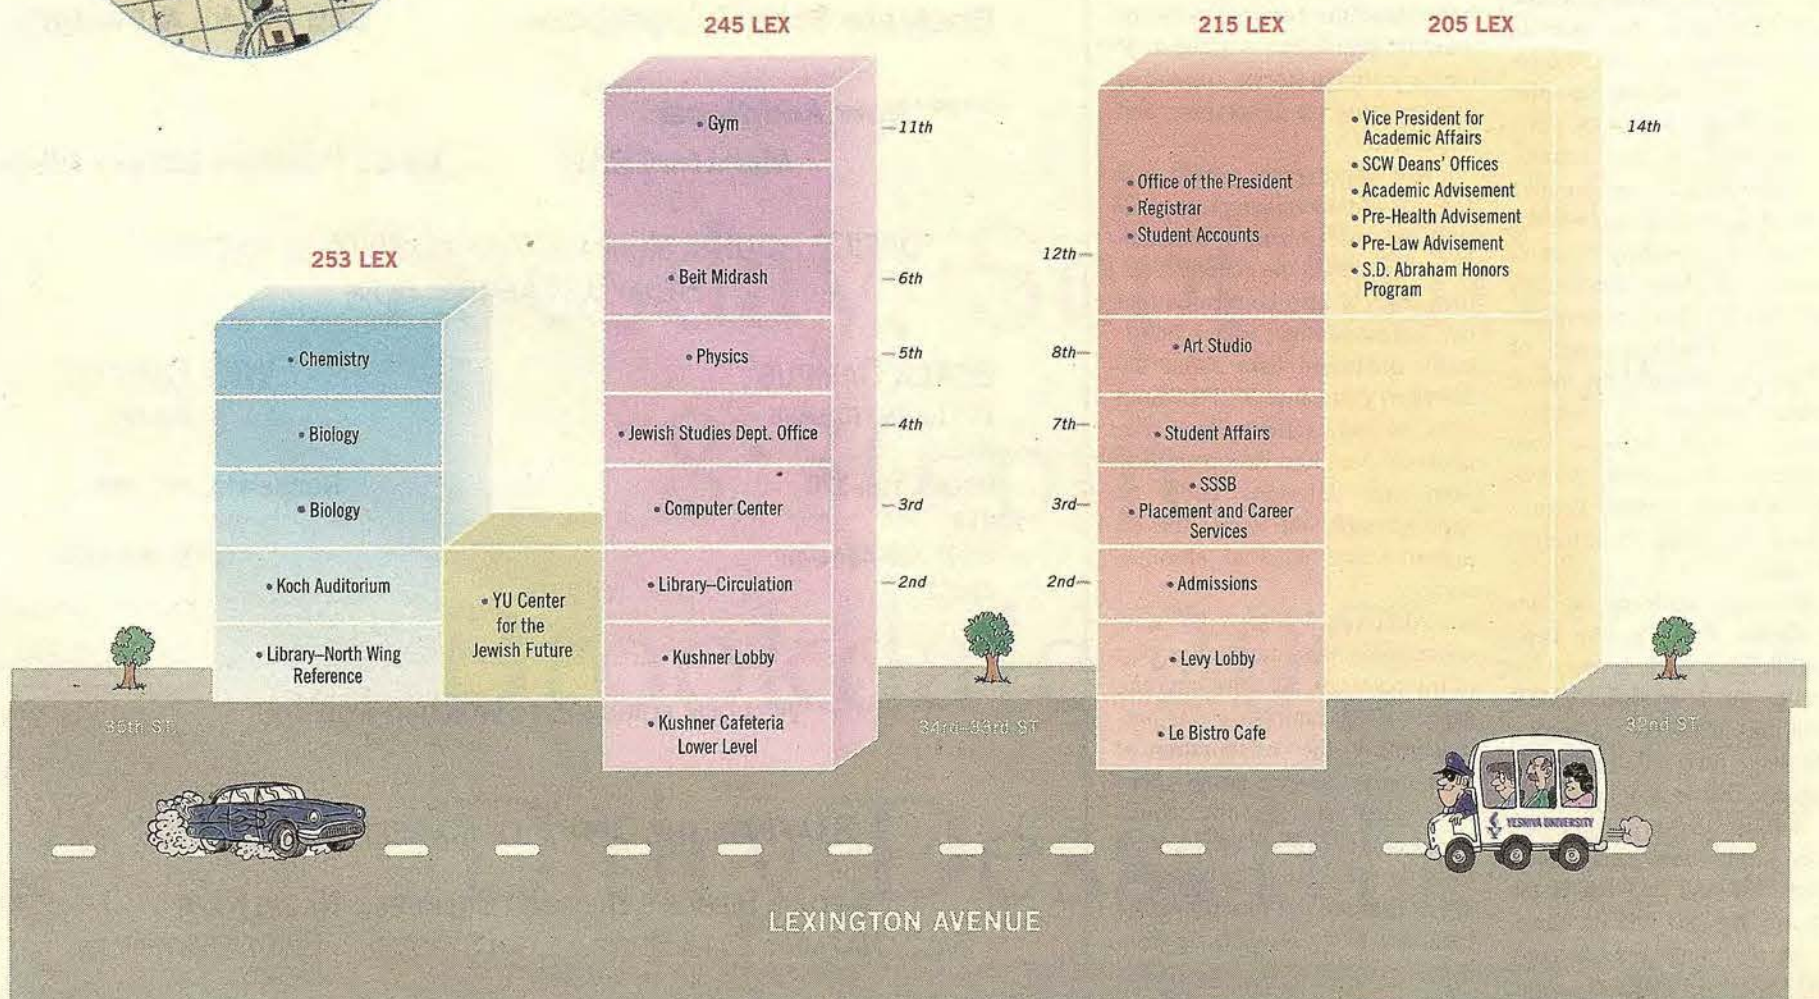 253 LEX
• Chemistry
• Biology
• Biology
• Koch Auditorium
• Library–North Wing
Reference
• YU Center
for the
Jewish Future
245 LEX
• Gym
11th
• Beit Midrash
6th
• Physics
5th
• Jewish Studies Dept. Office
4th
• Computer Center
3rd
• Library–Circulation
2nd
• Kushner Lobby
• Kushner Cafeteria
Lower Level
215 LEX
• Office of the President
• Registrar
• Student Accounts
12th
• Art Studio
8th
• Student Affairs
7th
• SSSB
• Placement and Career
Services
3rd
• Admissions
2nd
• Levy Lobby
• Le Bistro Cafe
205 LEX
• Vice President for
Academic Affairs
• SCW Deans' Offices
• Academic Advisement
• Pre-Health Advisement
• Pre-Law Advisement
• S.D. Abraham Honors
Program
14th
35th ST
34rd–33rd ST
32nd ST
YESHIVA UNIVERSITY
LEXINGTON AVENUE